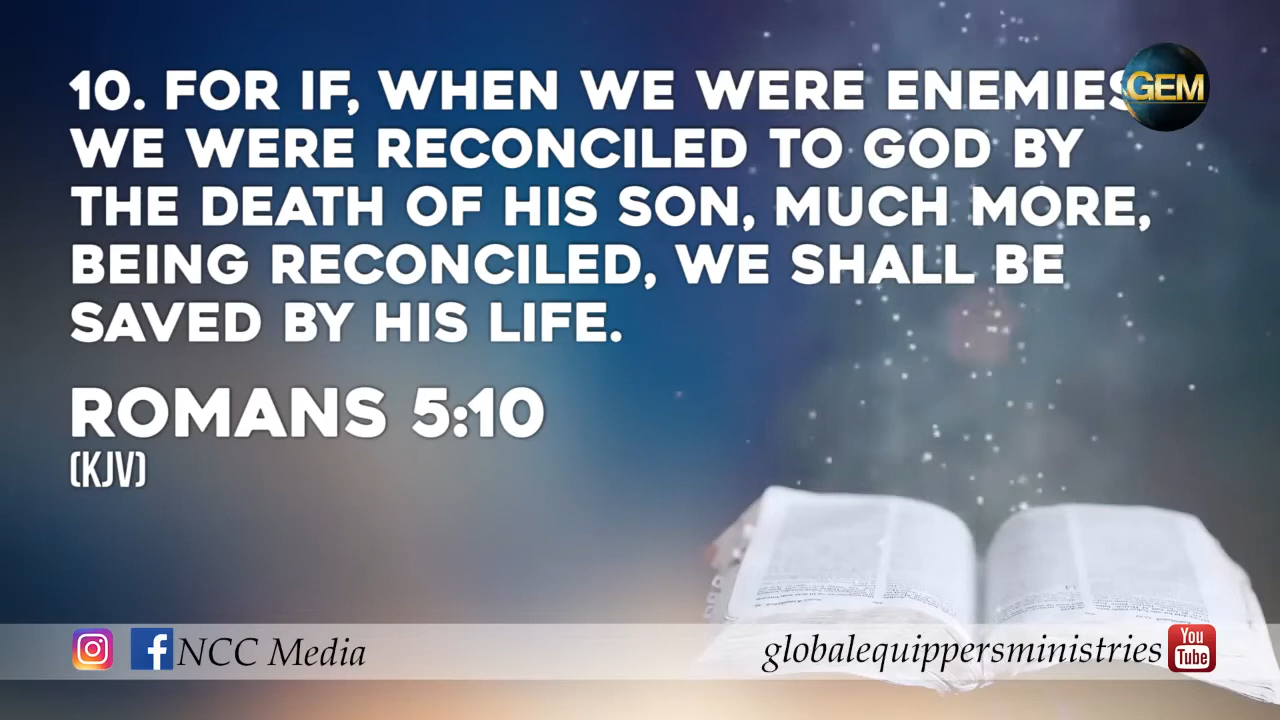 10. FOR IF, WHEN WE WERE ENEMIES
WE WERE RECONCILED TO GOD BY
THE DEATH OF HIS SON, MUCH MORE,
BEING RECONCILED, WE SHALL BE
SAVED BY HIS LIFE.
ROMANS 5:10
(KJV)
GEM
NCC Media
globalequippersministries
You
Tube